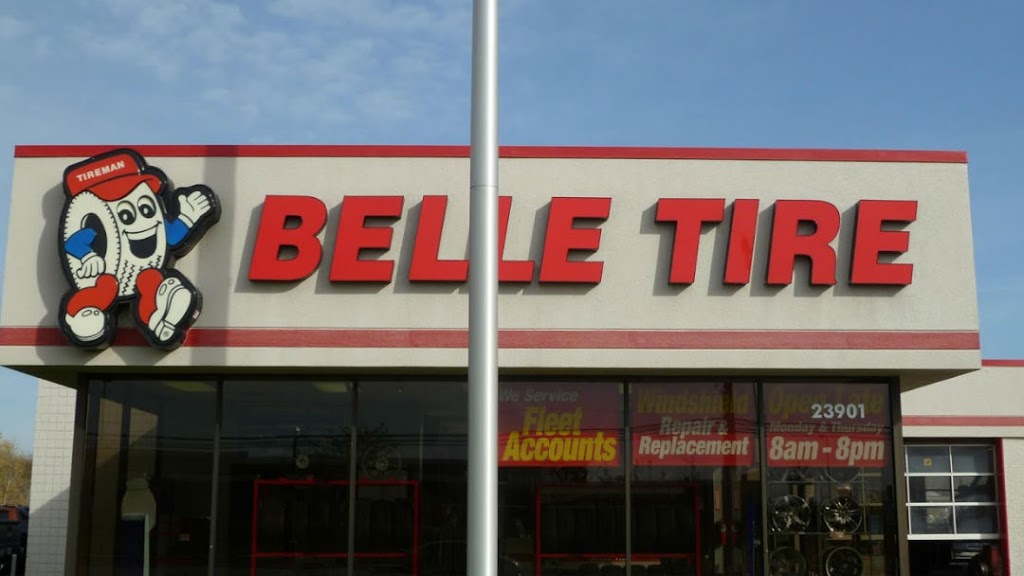 TIREMAN
BELLE TIRE
We Service
Fleet
Accounts
Windshield
Repair &
Replacement
Open
23901
Monday & Thursday
8am - 8pm